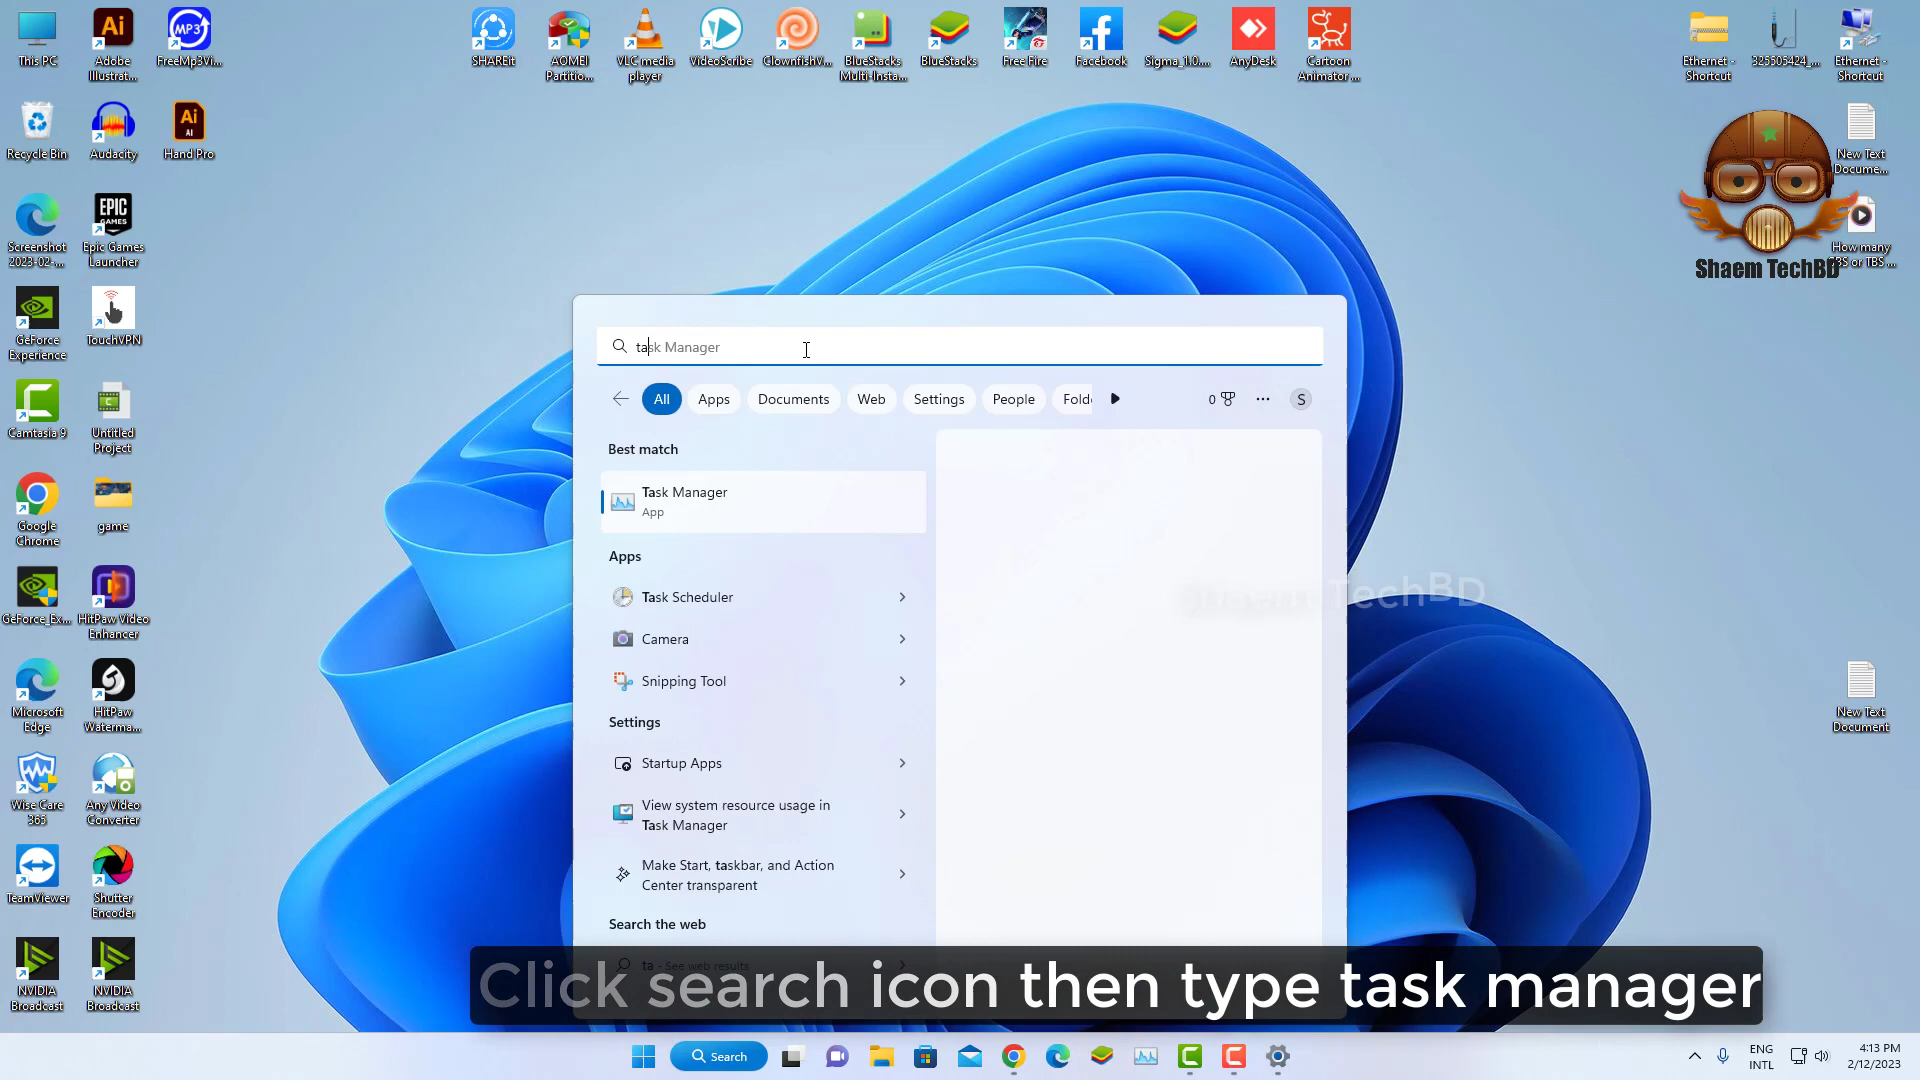 This PC
Adobe
Illustrat...
FreeMp3Vi...
SHAREit
AOMEI
Partitio...
VLC media
player
VideoScribe
ClownfishV...
BlueStacks
Multi-Insta...
BlueStacks
Free Fire
Facebook
Sigma_1.0....
AnyDesk
Cartoon
Animator ...
Ethernet -
Shortcut
325505424_...
Ethernet -
Shortcut
Recycle Bin
Audacity
Hand Pro
New Text
Docume...
Screenshot
2023-02-...
Epic Games
Launcher
How many
TBS or TBS ...
Shaem TechBD
GeForce
Experience
TouchVPN
task Manager
All
Apps
Documents
Web
Settings
People
Folde
0
S
Camtasia 9
Untitled
Project
Best match
Task Manager
App
Google
Chrome
game
Apps
Task Scheduler
Camera
Snipping Tool
Shaem TechBD
GeForce_Ex...
HitPaw Video
Enhancer
Settings
Startup Apps
View system resource usage in
Task Manager
Make Start, taskbar, and Action
Center transparent
Microsoft
Edge
HitPaw
Waterma...
New Text
Document
Wise Care
365
Any Video
Converter
TeamViewer
Shutter
Encoder
Search the web
ta - See web results
NVIDIA
Broadcast
NVIDIA
Broadcast
Click search icon then type task manager
Search
ENG
INTL
4:13 PM
2/12/2023